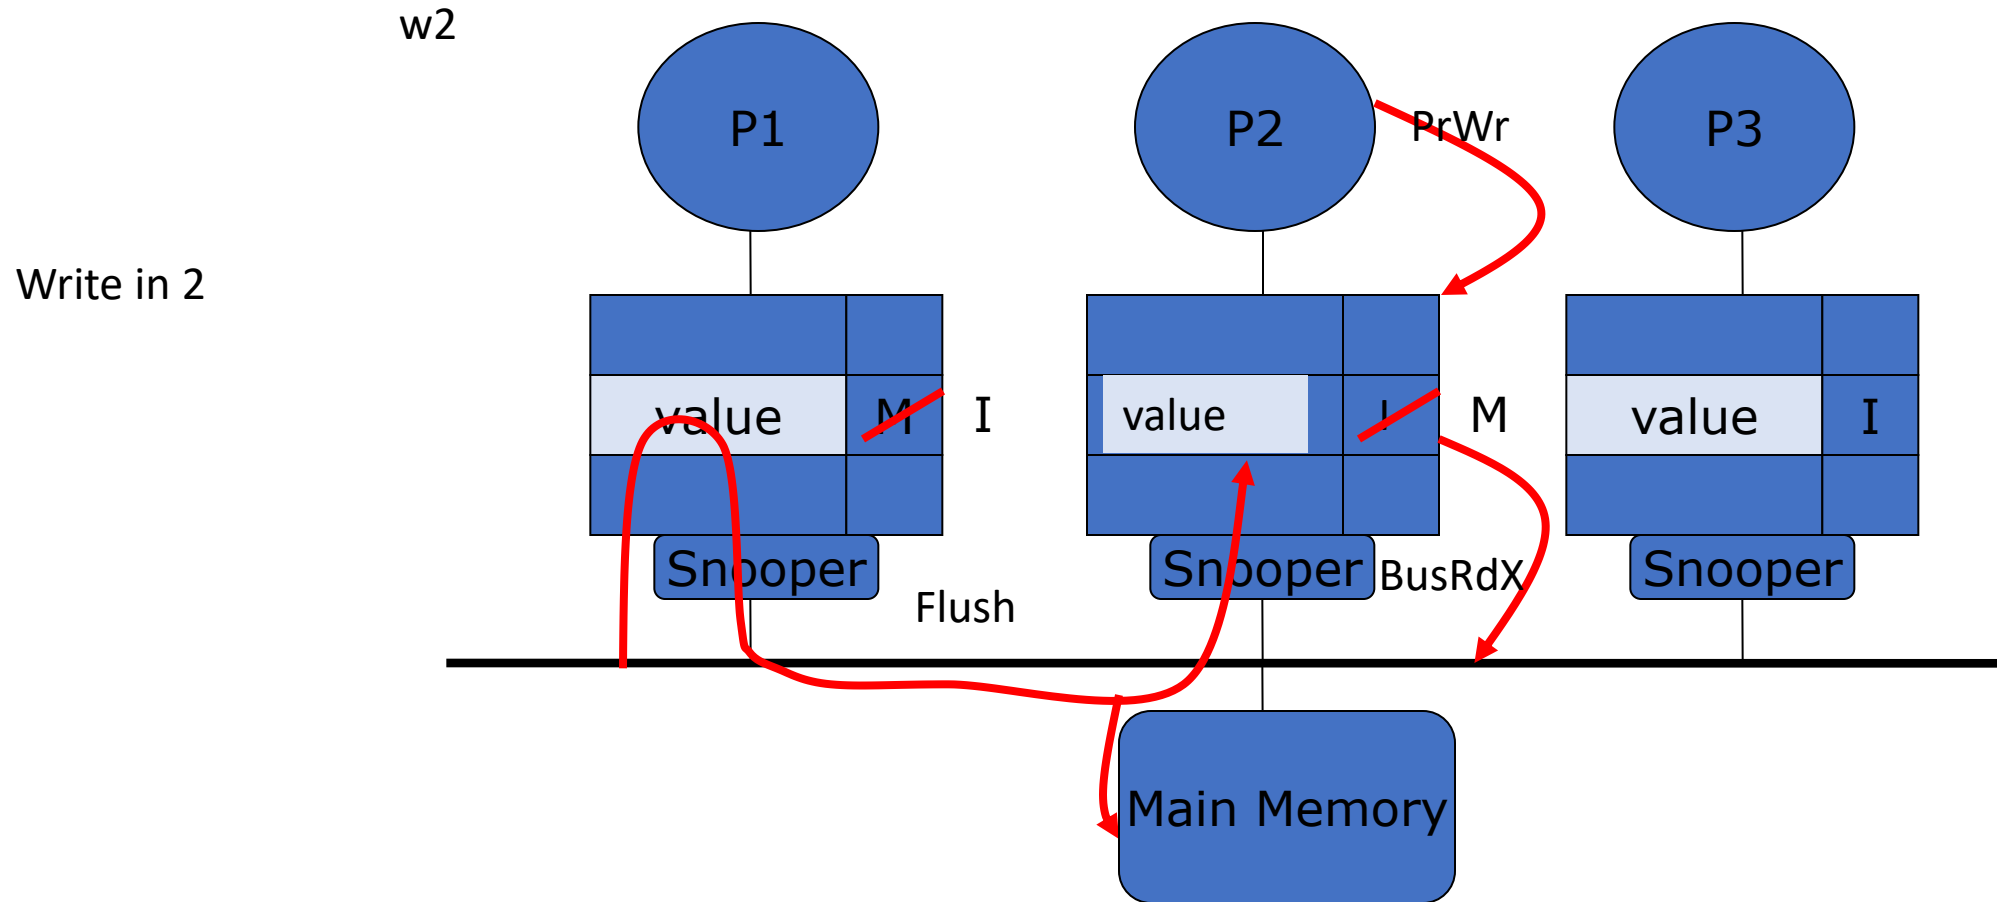 w2
P1
P2
PrWr
P3
Write in 2
value
M
I
value
I
M
value
I
Snooper
Snooper
BusRdX
Snooper
Flush
Main Memory